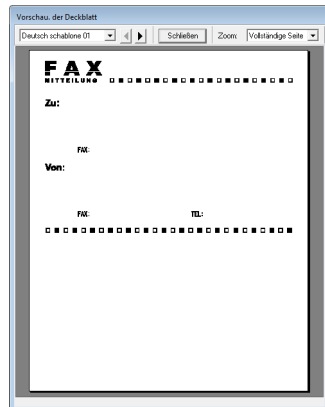 Vorschau. der Deckblatt
Deutsch schablone 01 Schließen Zoom: Vollständige Seite
FAX
MITTEILUNG
Zu:
FAX:
Von:
FAX: TEL: